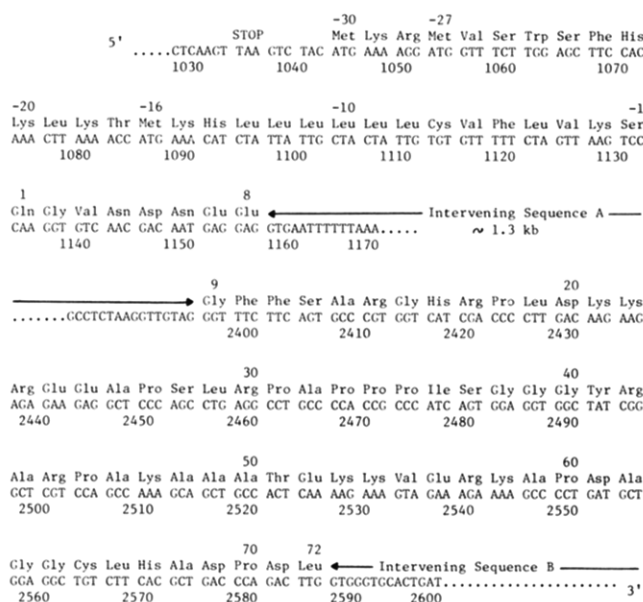 STOP -30 -27
Met Lys Arg Met Val Ser Trp Ser Phe His
5' .....CTCAAGT TAA GTC TAC ATG AAA AGG ATG GTT TCT TGG AGC TTC CAC
1030 1040 1050 1060 1070
-20 -16 -10 -1
Lys Leu Lys Thr Met Lys His Leu Leu Leu Leu Leu Leu Cys Val Phe Leu Val Lys Ser
AAA CTT AAA ACC ATG AAA CAT CTA TTA TTG CTA CTA TTG TGT GTT TTT CTA GTT AAG TCC
1080 1090 1100 1110 1120 1130
1 8
Gln Gly Val Asn Asp Asn Glu Glu Intervening Sequence A
CAA GGT GTC AAC GAC AAT GAG GAG GTGAATTTTTTAAA..... ~ 1.3 kb
1140 1150 1160 1170
9 20
Gly Phe Phe Ser Ala Arg Gly His Arg Pro Leu Asp Lys Lys
.......GCCTCTAAGGTTGTAG GGT TTC TTC AGT GCC CGT GGT CAT CGA CCC CTT GAC AAG AAG
2400 2410 2420 2430
30 40
Arg Glu Glu Ala Pro Ser Leu Arg Pro Ala Pro Pro Pro Ile Ser Gly Gly Gly Tyr Arg
AGA GAA GAG GCT CCC AGC CTG AGG CCT GCC CCA CCG CCC ATC AGT GGA GGT GGC TAT CGG
2440 2450 2460 2470 2480 2490
50 60
Ala Arg Pro Ala Lys Ala Ala Ala Thr Glu Lys Lys Val Glu Arg Lys Ala Pro Asp Ala
GCT CGT CCA GCC AAA GCA GCT GCC ACT CAA AAG AAA GTA GAA AGA AAA GCC CCT GAT GCT
2500 2510 2520 2530 2540 2550
70 72
Gly Gly Cys Leu His Ala Asp Pro Asp Leu Intervening Sequence B
GGA GGC TGT CTT CAC GCT GAC CCA GAC TTG GTGGGTGCACTGAT....................
2560 2570 2580 2590 2600 3'